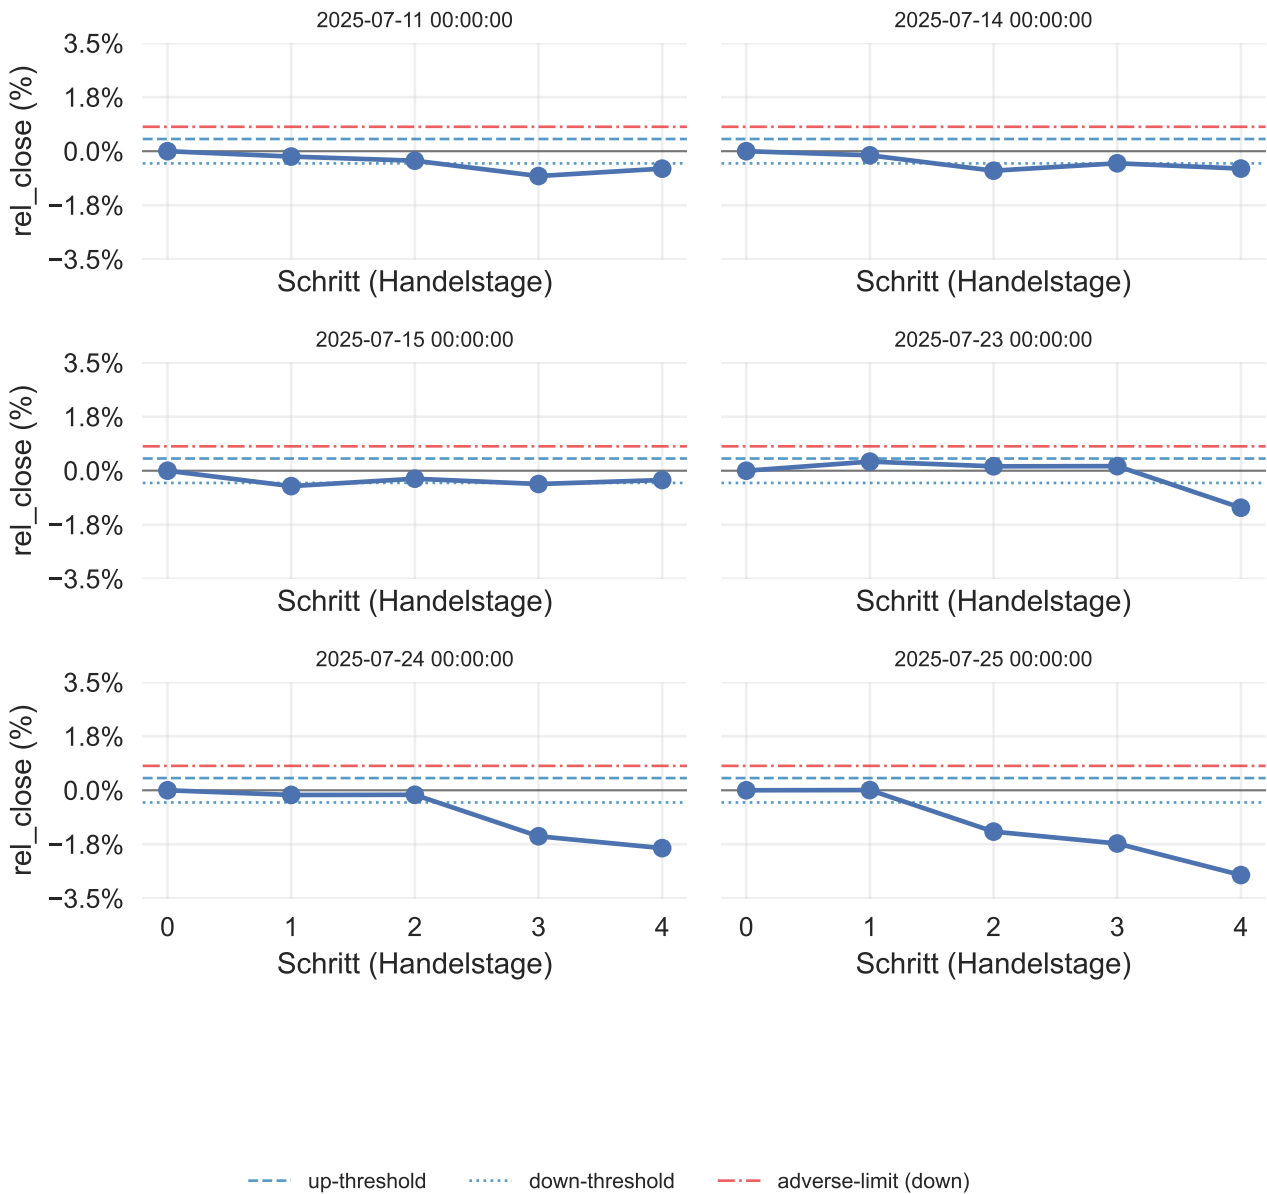 2025-07-11 00:00:00
2025-07-14 00:00:00
rel_close (%)
3.5%
1.8%
0.0%
−1.8%
−3.5%
Schritt (Handelstage)
Schritt (Handelstage)
2025-07-15 00:00:00
2025-07-23 00:00:00
rel_close (%)
3.5%
1.8%
0.0%
−1.8%
−3.5%
Schritt (Handelstage)
Schritt (Handelstage)
2025-07-24 00:00:00
2025-07-25 00:00:00
rel_close (%)
3.5%
1.8%
0.0%
−1.8%
−3.5%
0 1 2 3 4
0 1 2 3 4
Schritt (Handelstage)
Schritt (Handelstage)
up-threshold down-threshold adverse-limit (down)